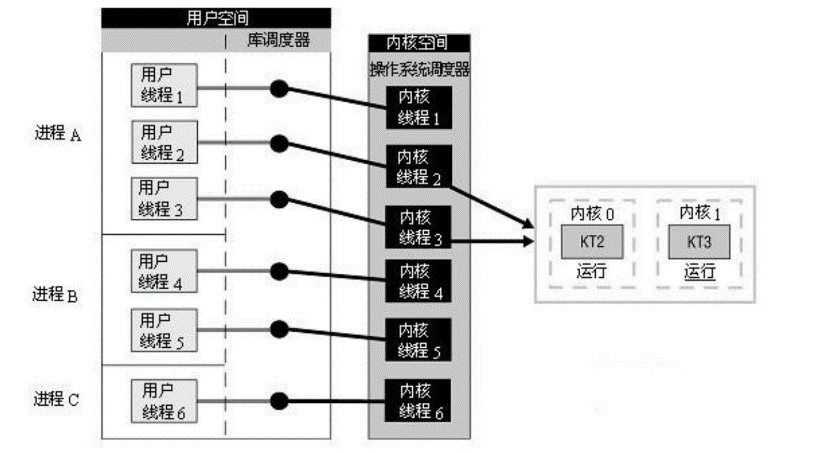 用户空间
库调度器
内核空间
操作系统调度器
进程A
用户
线程1
用户
线程2
用户
线程3
进程B
用户
线程4
用户
线程5
进程C
用户
线程6
内核
线程1
内核
线程2
内核
线程3
内核
线程4
内核
线程5
内核
线程6
内核0
KT2
运行
内核1
KT3
运行